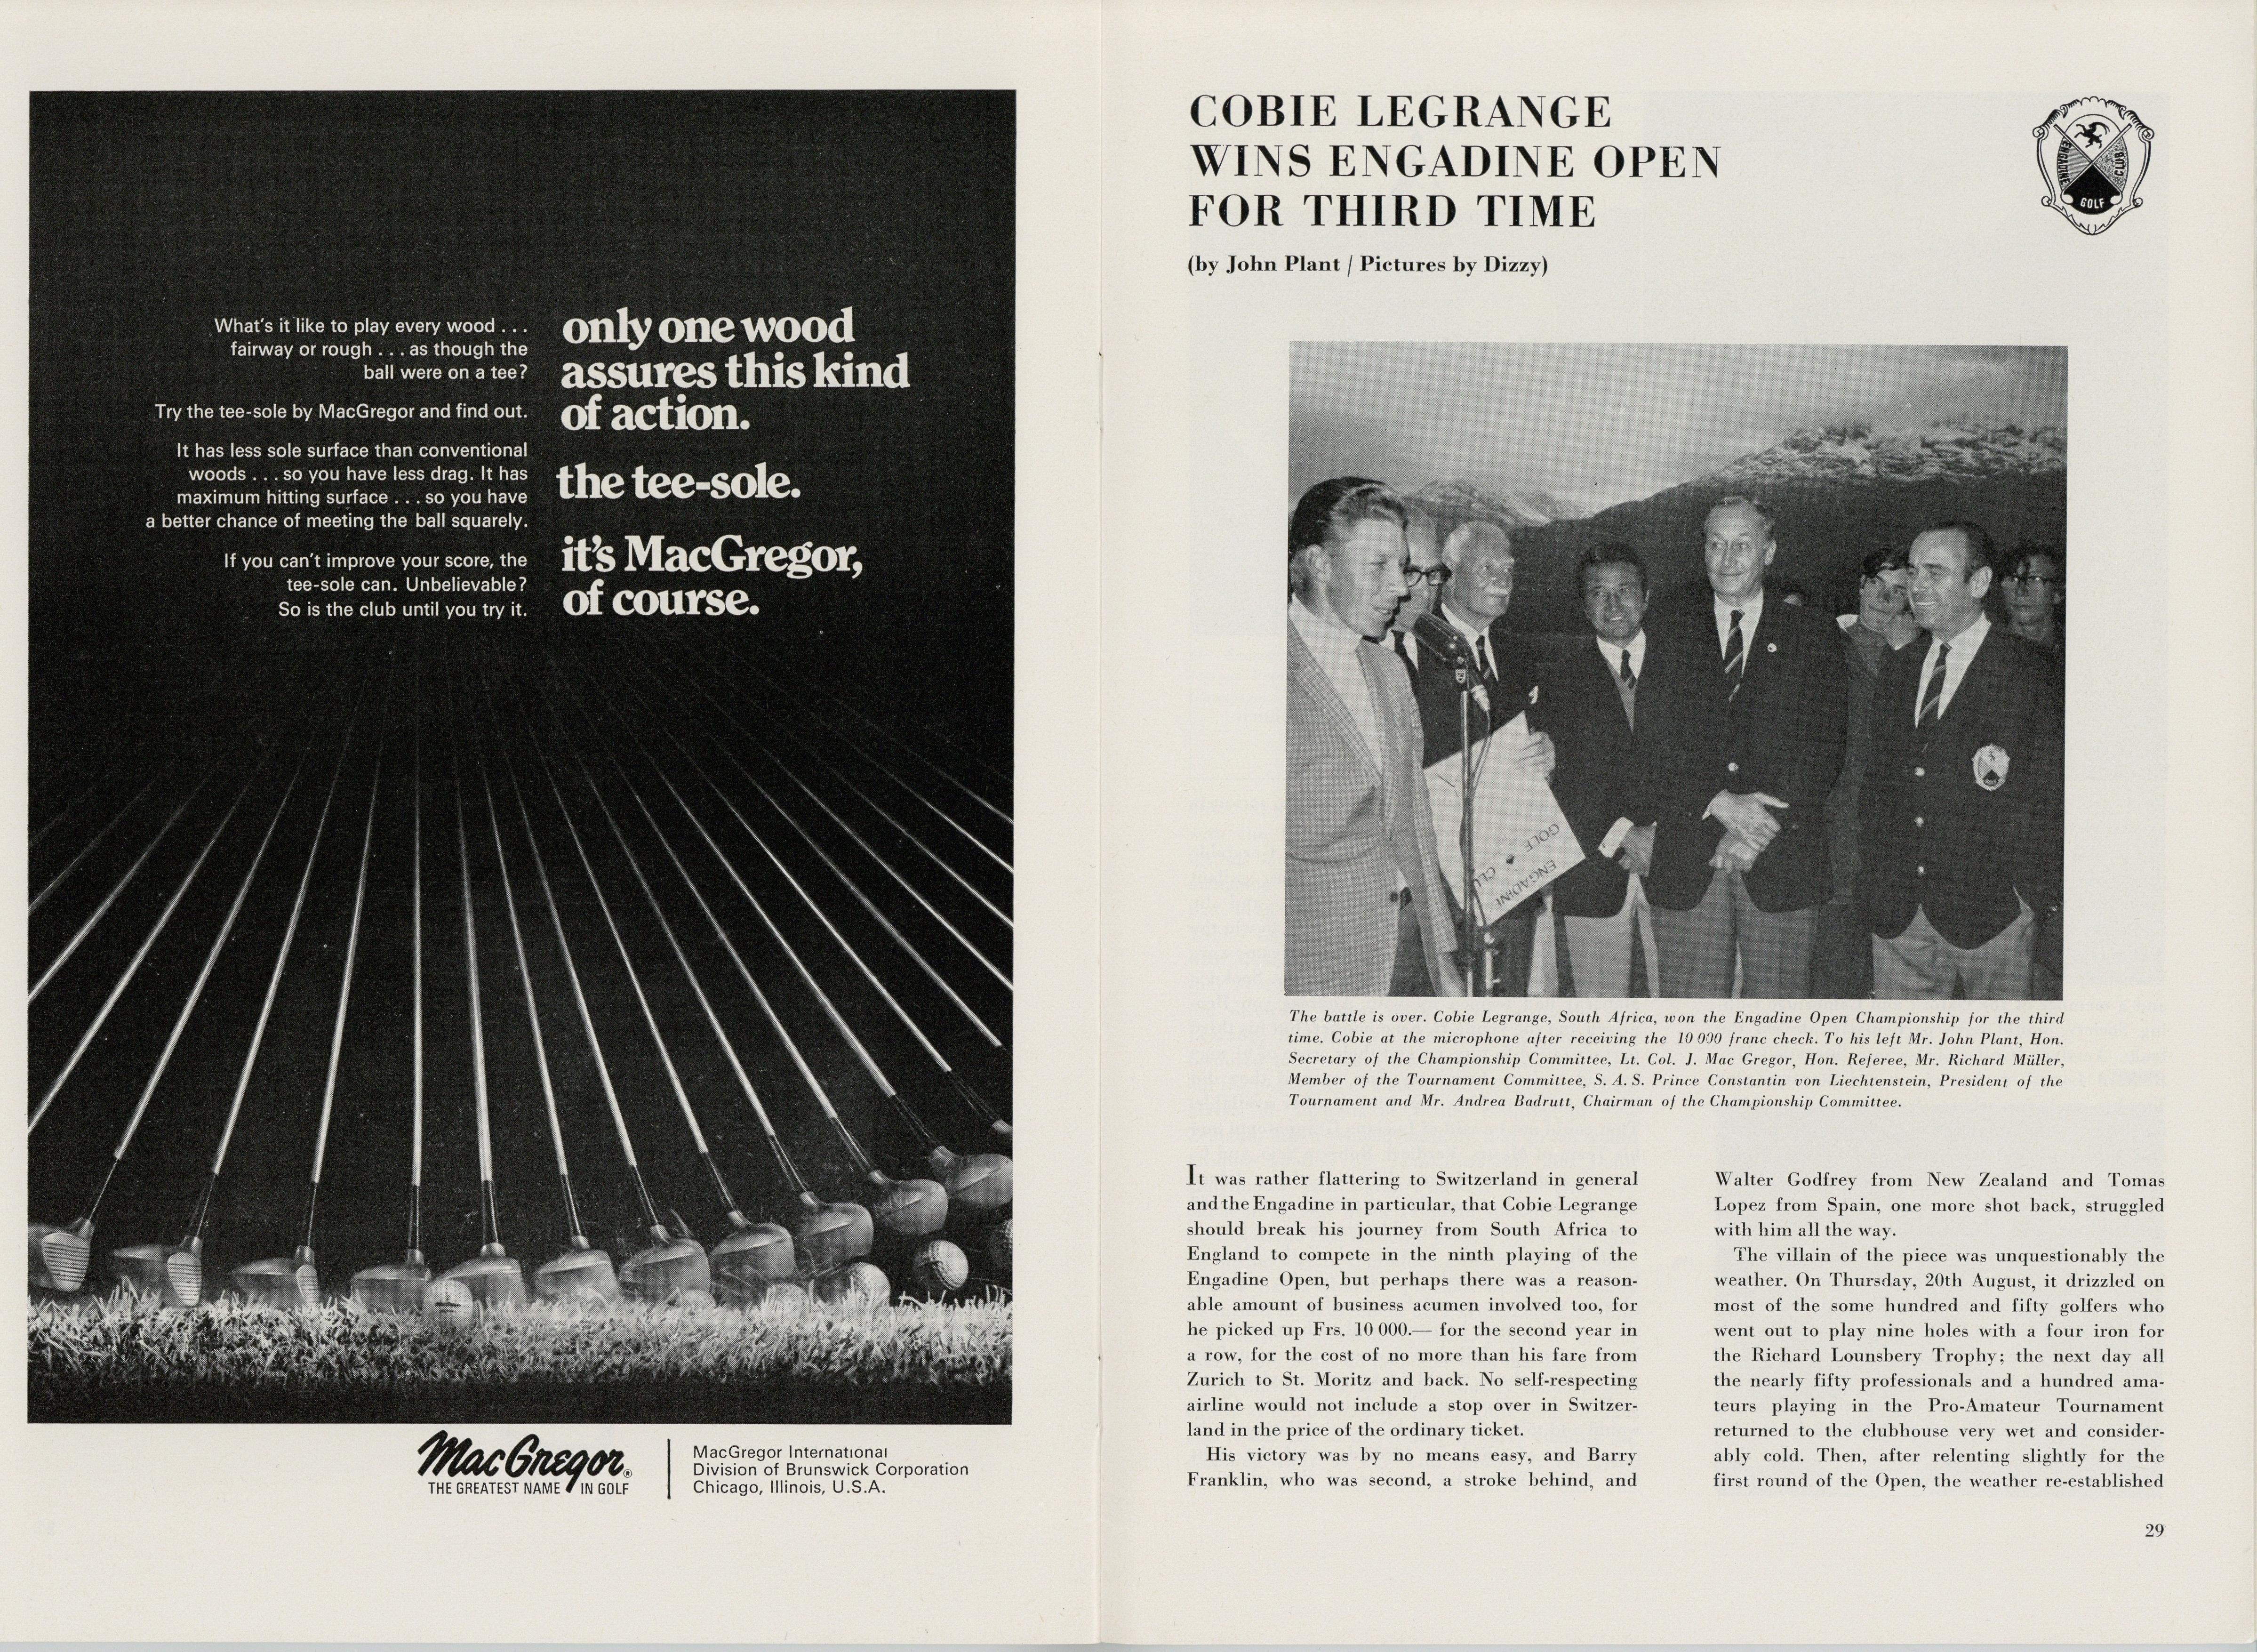 What's it like to play every wood . . .
fairway or rough . . . as though the
ball were on a tee?
Try the tee-sole by MacGregor and find out.
It has less sole surface than conventional
woods . . . so you have less drag. It has
maximum hitting surface . . . so you have
a better chance of meeting the ball squarely.
If you can't improve your score, the
tee-sole can. Unbelievable?
So is the club until you try it.
only one wood
assures this kind
of action.
the tee-sole.
it's MacGregor,
of course.
MacGregor®
THE GREATEST NAME IN GOLF
MacGregor International
Division of Brunswick Corporation
Chicago, Illinois, U.S.A.
COBIE LEGRANGE
WINS ENGADINE OPEN
FOR THIRD TIME
(by John Plant / Pictures by Dizzy)
ENGADINE
GOLF
CLUB
GOLF
CLU
ENGADINE
The battle is over. Cobie Legrange, South Africa, won the Engadine Open Championship for the third
time. Cobie at the microphone after receiving the 10 000 franc check. To his left Mr. John Plant, Hon.
Secretary of the Championship Committee, Lt. Col. J. Mac Gregor, Hon. Referee, Mr. Richard Müller,
Member of the Tournament Committee, S. A. S. Prince Constantin von Liechtenstein, President of the
Tournament and Mr. Andrea Badrutt, Chairman of the Championship Committee.
It was rather flattering to Switzerland in general
and the Engadine in particular, that Cobie Legrange
should break his journey from South Africa to
England to compete in the ninth playing of the
Engadine Open, but perhaps there was a reason-
able amount of business acumen involved too, for
he picked up Frs. 10 000.— for the second year in
a row, for the cost of no more than his fare from
Zurich to St. Moritz and back. No self-respecting
airline would not include a stop over in Switzer-
land in the price of the ordinary ticket.
His victory was by no means easy, and Barry
Franklin, who was second, a stroke behind, and
Walter Godfrey from New Zealand and Tomas
Lopez from Spain, one more shot back, struggled
with him all the way.
The villain of the piece was unquestionably the
weather. On Thursday, 20th August, it drizzled on
most of the some hundred and fifty golfers who
went out to play nine holes with a four iron for
the Richard Lounsbery Trophy; the next day all
the nearly fifty professionals and a hundred ama-
teurs playing in the Pro-Amateur Tournament
returned to the clubhouse very wet and consider-
ably cold. Then, after relenting slightly for the
first round of the Open, the weather re-established
29